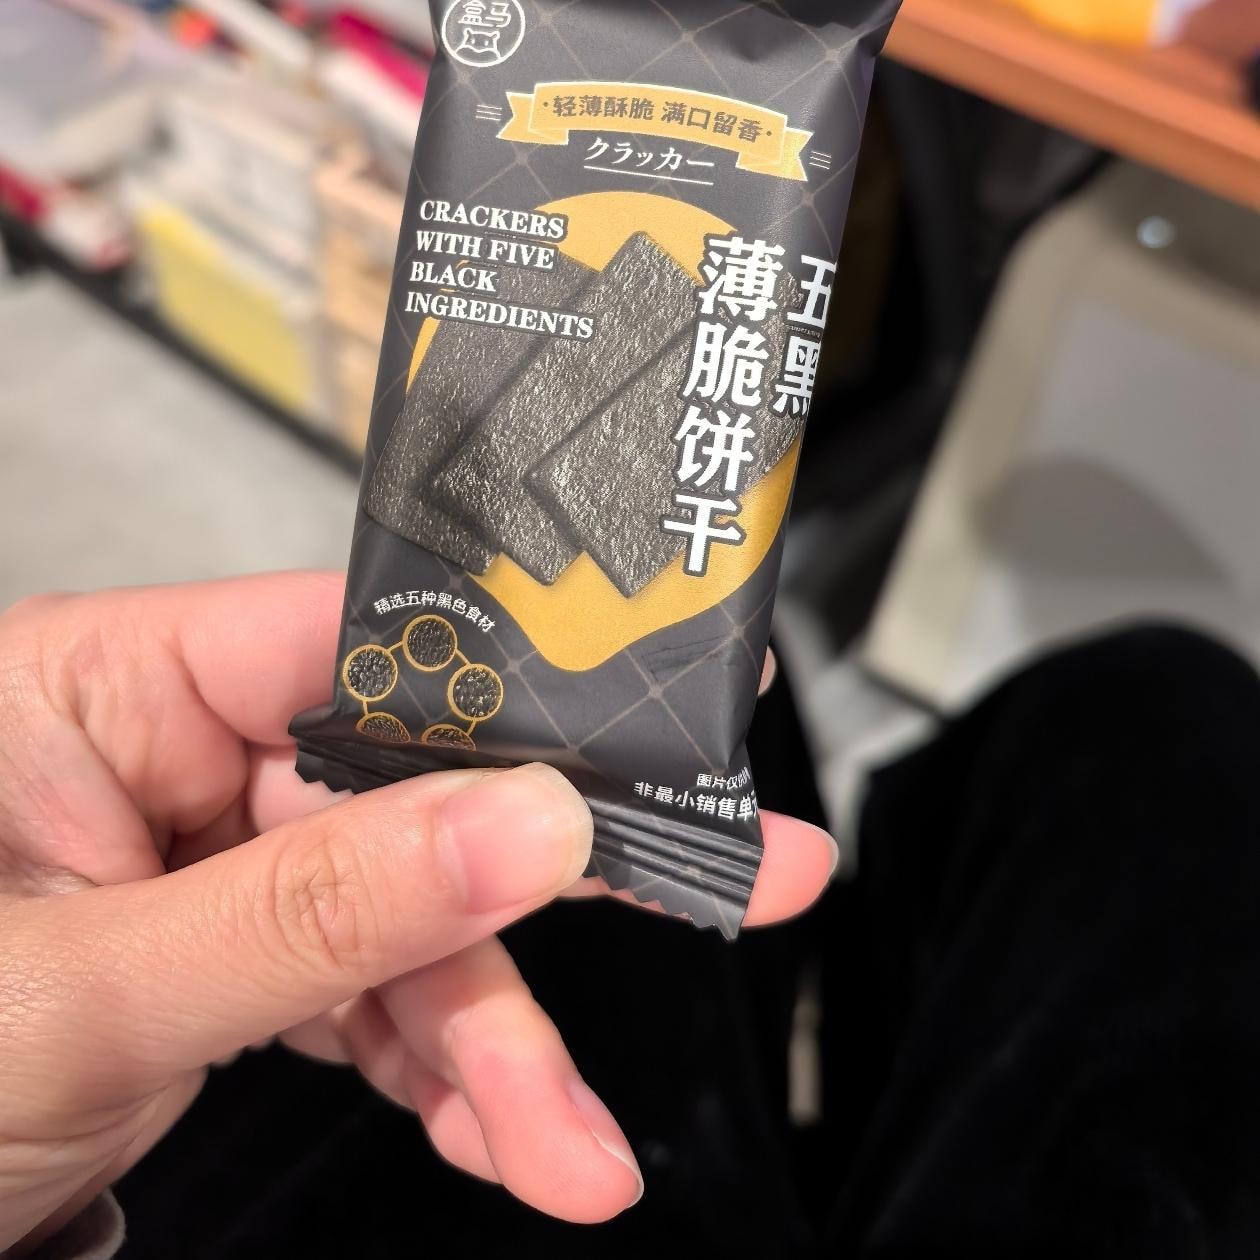 盒马
·轻薄酥脆 满口留香·
クラッカー
CRACKERS
WITH FIVE
BLACK
INGREDIENTS
五黑
薄脆饼干
精选五种黑色食材
图片仅供
非最小销售单